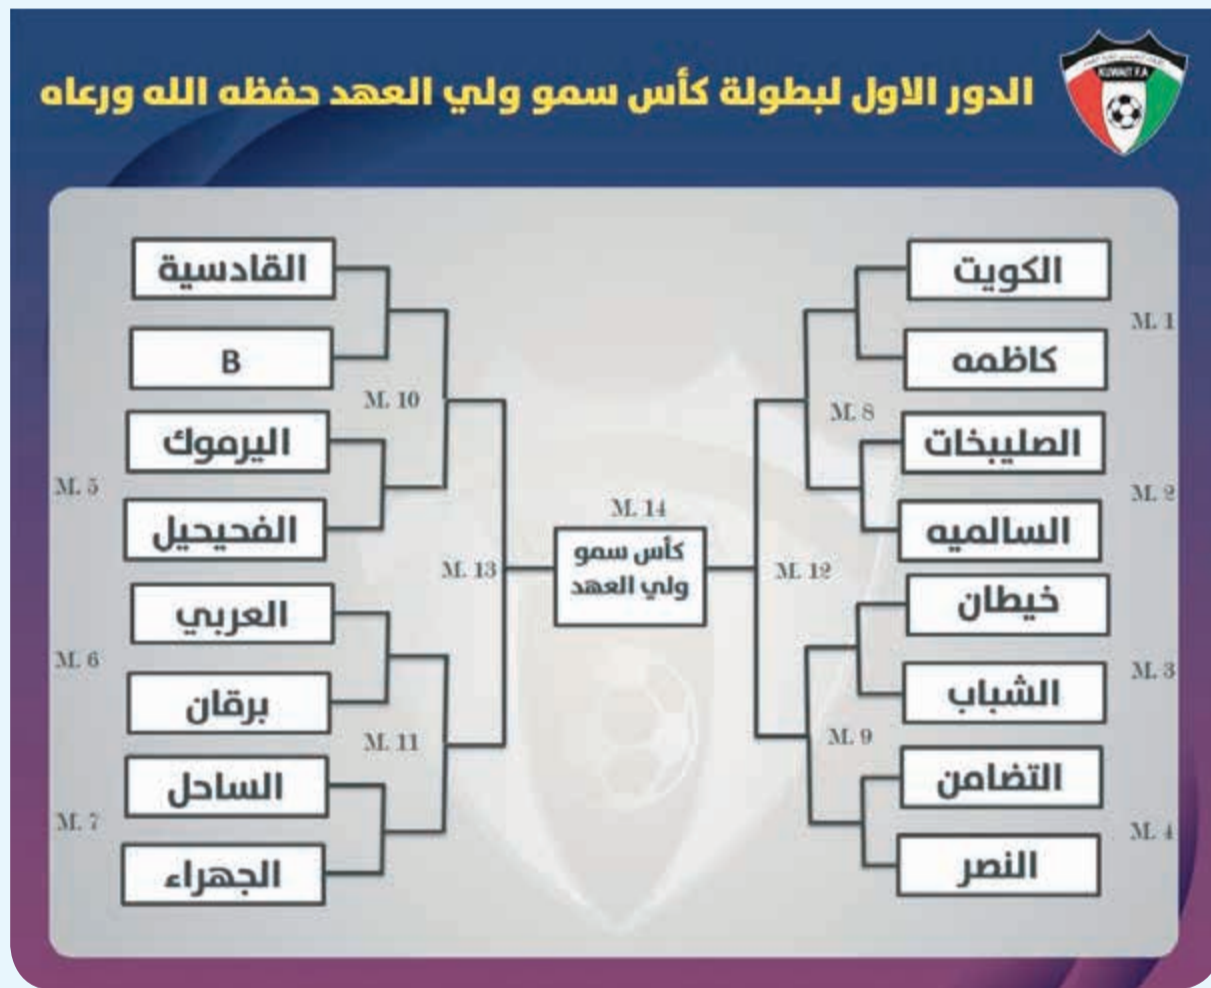 الدور الاول لبطولة كأس سمو ولي العهد حفظه الله ورعاه
KUWAIT F.A
الكويت
M. 1
كاظمه
M. 8
الصليبخات
M. 2
السالميه
M. 12
خيطان
M. 3
الشباب
M. 9
التضامن
M. 4
النصر
M. 14
كأس سمو
ولي العهد
القادسية
B
M. 10
اليرموك
M. 5
الفحيحيل
M. 13
العربي
M. 6
برقان
M. 11
الساحل
M. 7
الجهراء